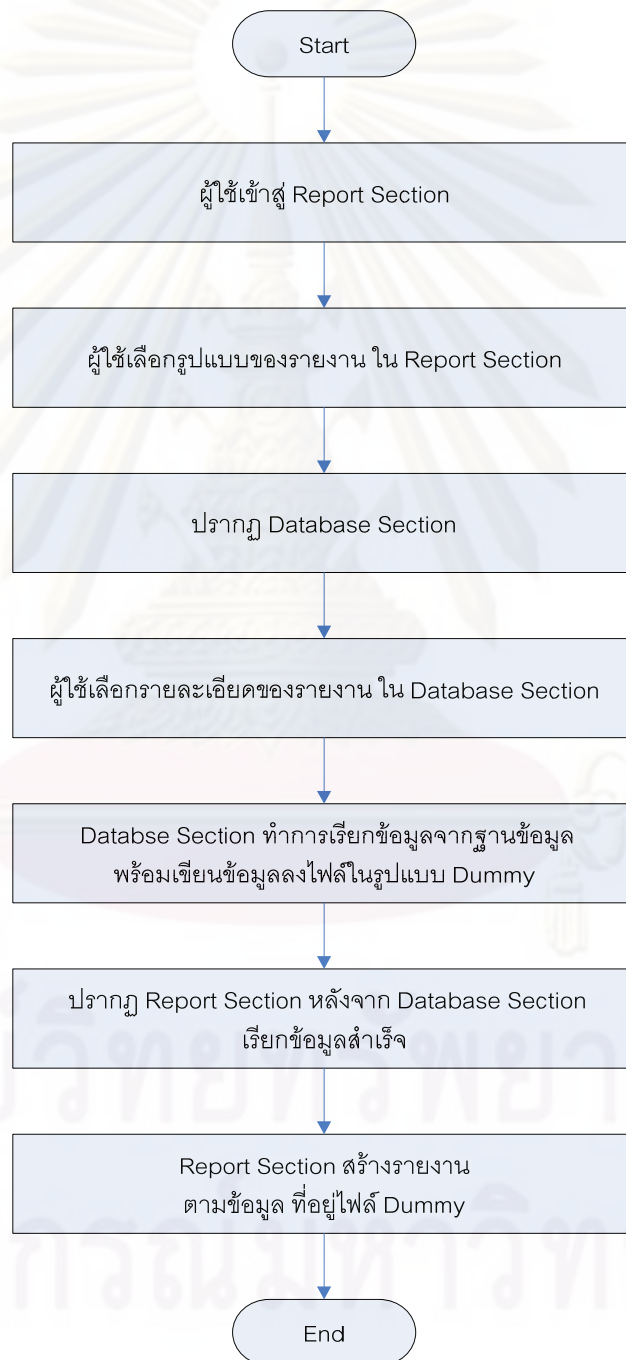 Start
ผู้ใช้เข้าสู่ Report Section
ผู้ใช้เลือกรูปแบบของรายงาน ใน Report Section
ปรากฏ Database Section
ผู้ใช้เลือกรายละเอียดของรายงาน ใน Database Section
Databse Section ทำการเรียกข้อมูลจากฐานข้อมูล
พร้อมเขียนข้อมูลลงไฟล์ในรูปแบบ Dummy
ปรากฏ Report Section หลังจาก Database Section
เรียกข้อมูลสำเร็จ
Report Section สร้างรายงาน
ตามข้อมูล ที่อยู่ไฟล์ Dummy
End